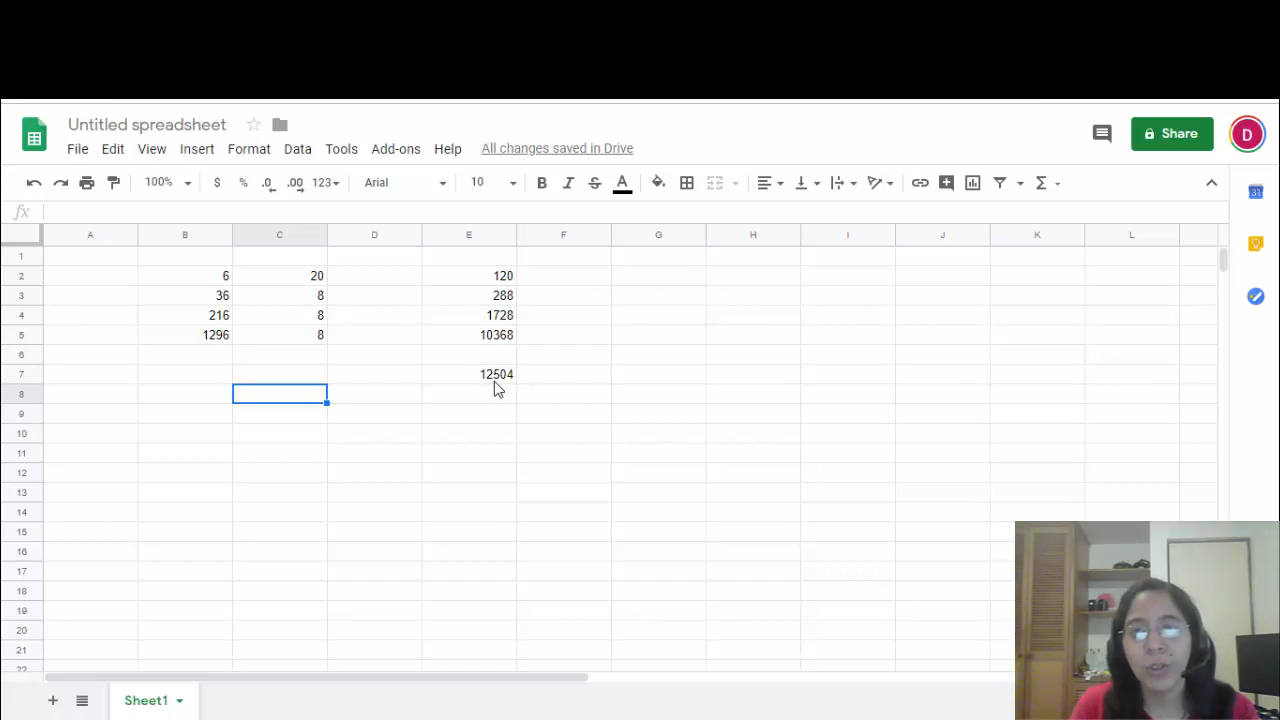 Untitled spreadsheet
File Edit View Insert Format Data Tools Add-ons Help All changes saved in Drive
Share
D
100% $ % .0 .00 123 Arial 10 B I S A Σ
31
fx
A B C D E F G H I J K L
1
2 6 20 120
3 36 8 288
4 216 8 1728
5 1296 8 10368
6
7 12504
8
9
10
11
12
13
14
15
16
17
18
19
20
21
22
+ Sheet1